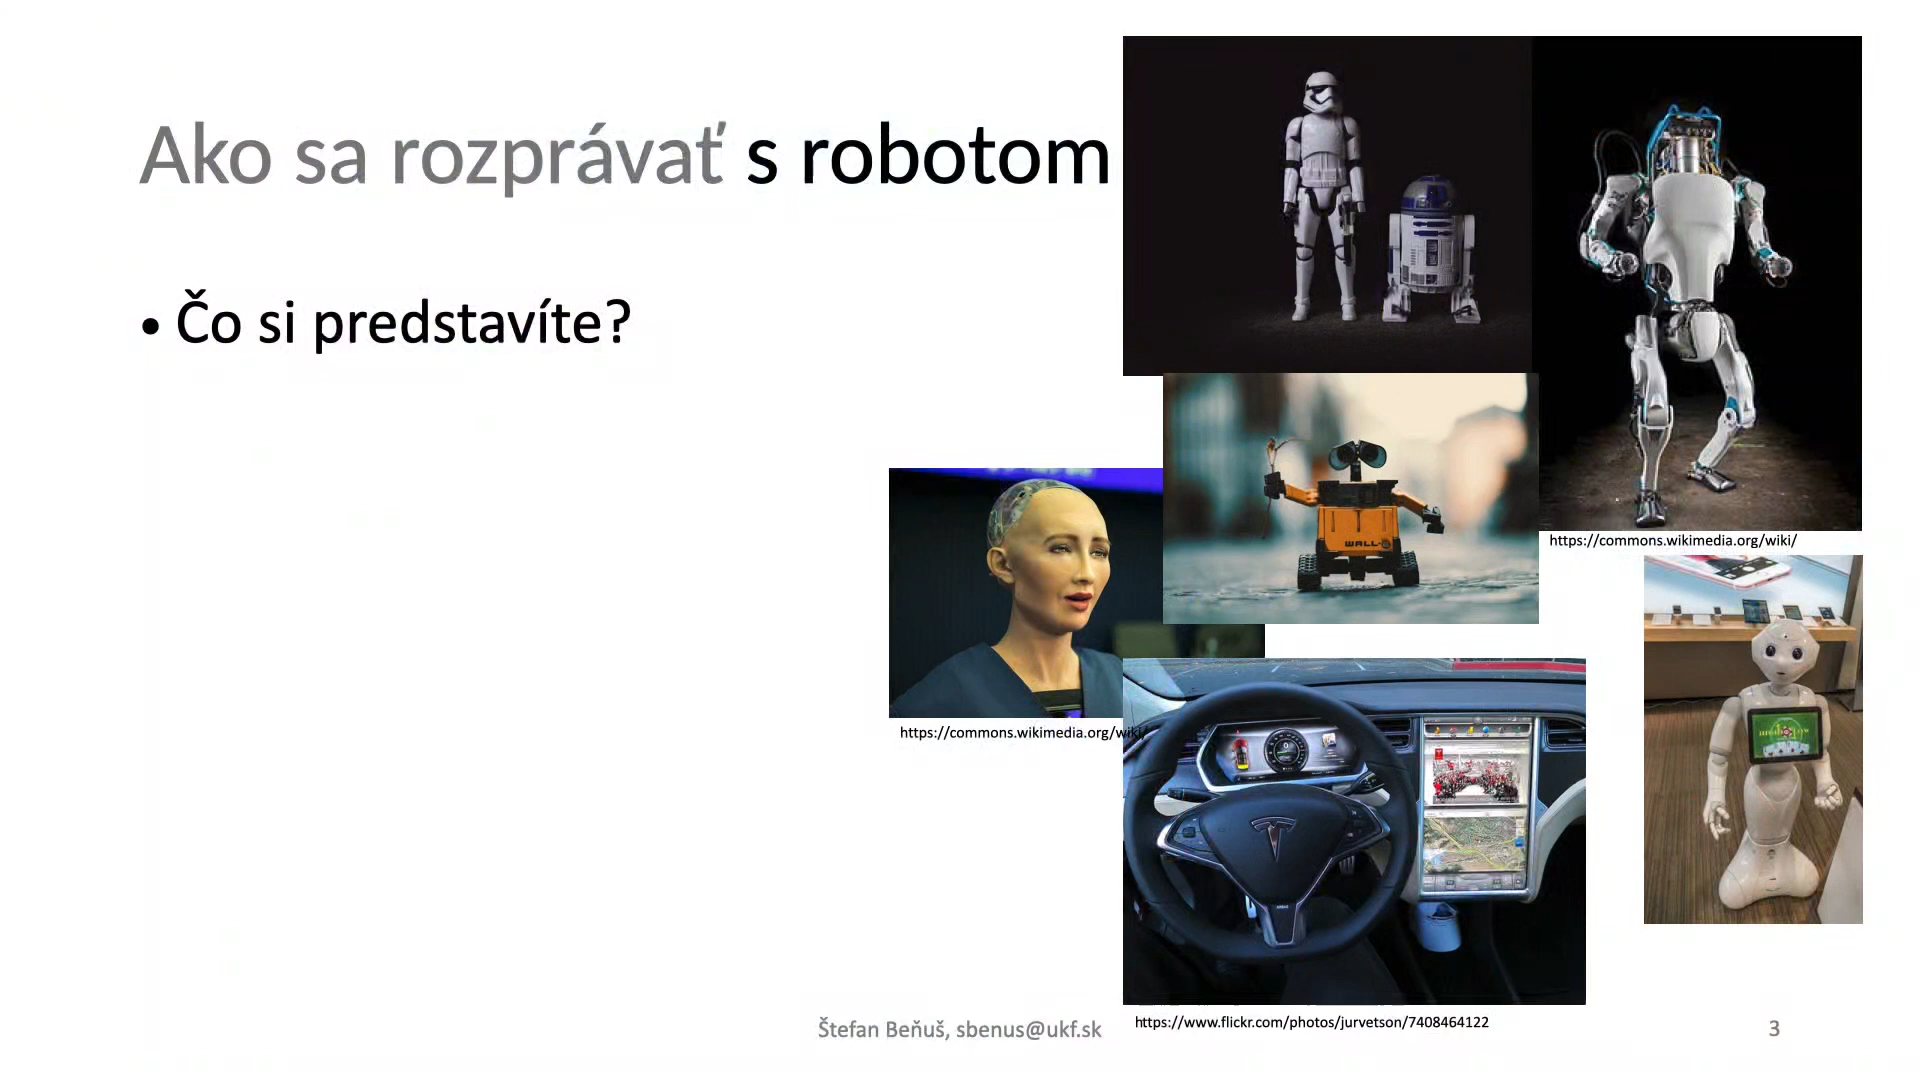 Ako sa rozprávať s robotom
• Čo si predstavíte?
WALL-E
https://commons.wikimedia.org/wiki/
https://commons.wikimedia.org/wiki/
https://www.flickr.com/photos/jurvetson/7408464122
Štefan Beňuš, sbenus@ukf.sk
3